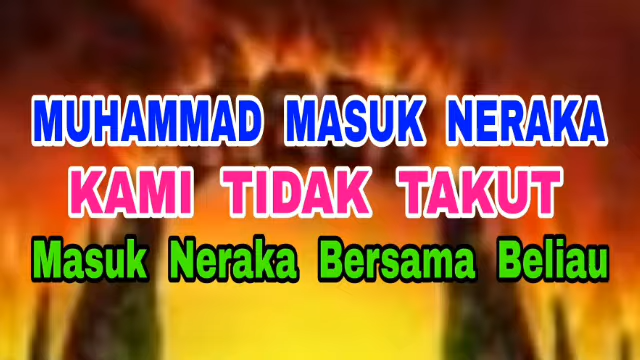 MUHAMMAD MASUK NERAKA
KAMI TIDAK TAKUT
Masuk Neraka Bersama Beliau